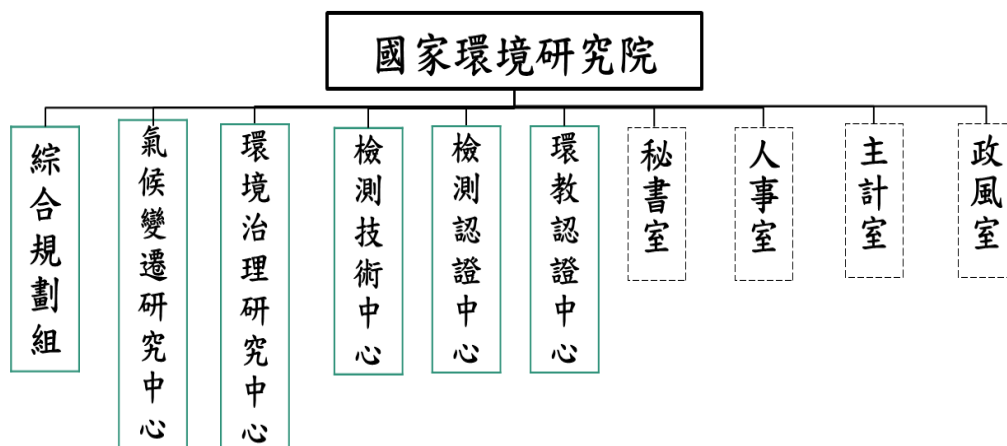 國家環境研究院
綜合規劃組
氣候變遷研究中心
環境治理研究中心
檢測技術中心
檢測認證中心
環教認證中心
秘書室
人事室
主計室
政風室